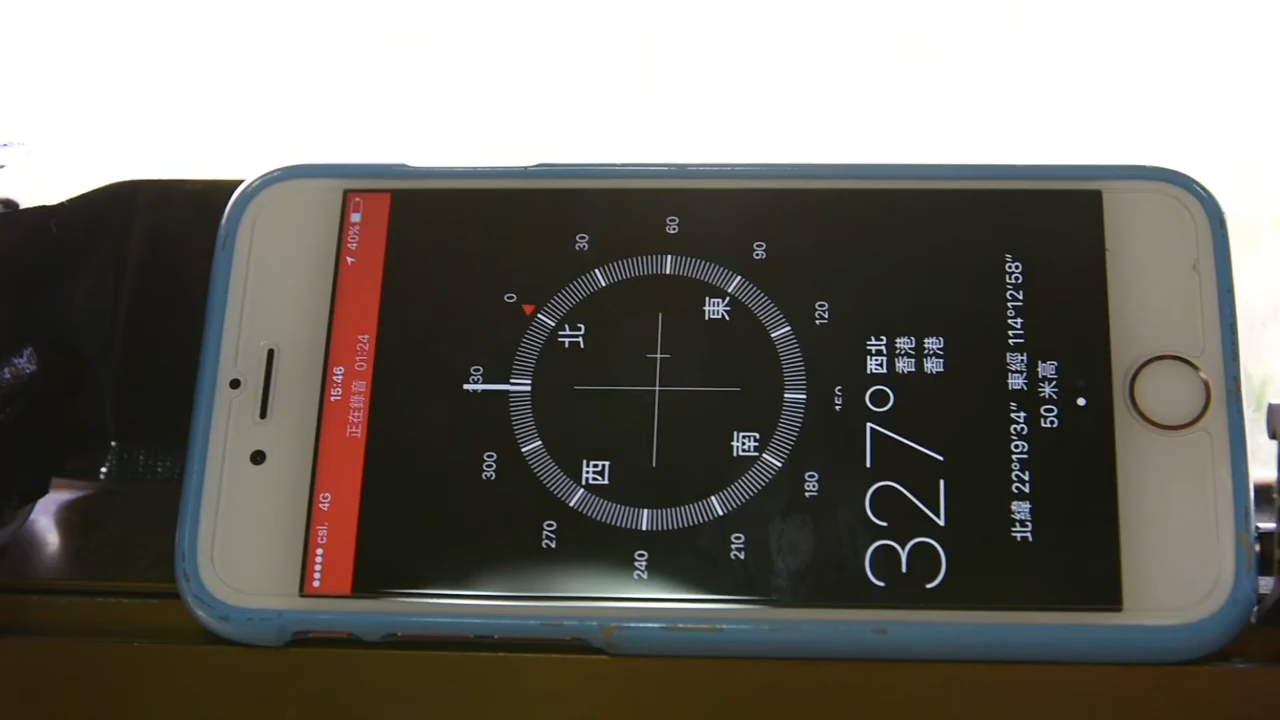 ●●●●● csl. 4G 15:46 40%
正在錄音 01:24
330
0
30
60
90
120
150
180
210
240
270
300
北
東
南
西
327° 西北
香港
香港
北緯 22°19′34″ 東經 114°12′58″
50 米高